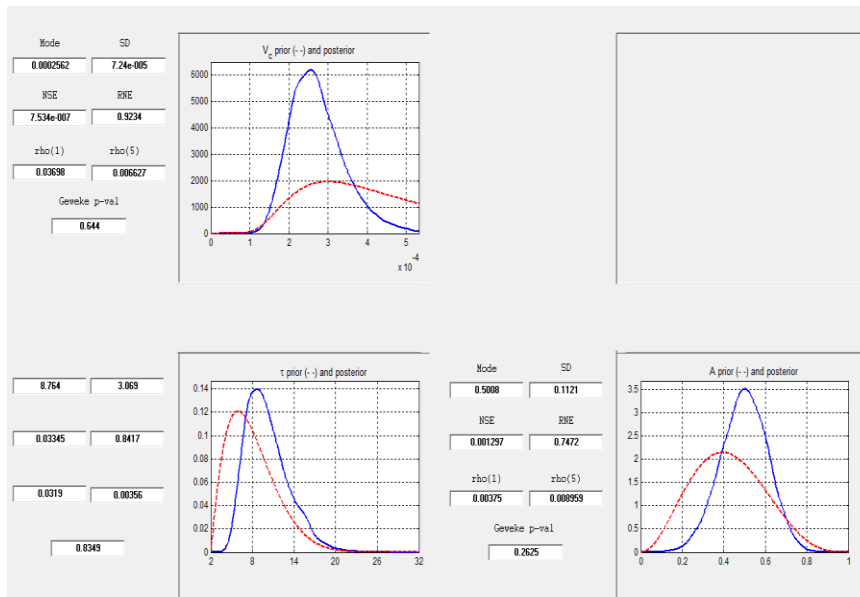 Mode SD
0.0002562 7.24e-005
NSE RNE
7.534e-007 0.9234
rho(1) rho(5)
0.03698 0.006627
Geweke p-val
0.644
V_c prior (- -) and posterior
6000
5000
4000
3000
2000
1000
0
0 1 2 3 4 5
x 10^-4
8.764 3.069
0.03345 0.8417
0.0319 0.00356
0.8349
τ prior (- -) and posterior
0.14
0.12
0.1
0.08
0.06
0.04
0.02
0
2 8 14 20 26 32
Mode SD
0.5008 0.1121
NSE RNE
0.001297 0.7472
rho(1) rho(5)
0.00375 0.008959
Geweke p-val
0.2625
A prior (- -) and posterior
3.5
3
2.5
2
1.5
1
0.5
0
0 0.2 0.4 0.6 0.8 1